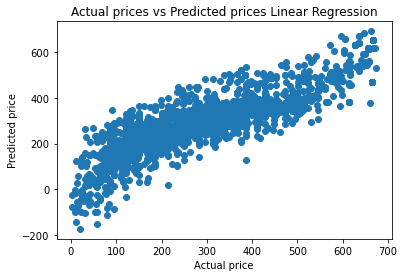 Actual prices vs Predicted prices Linear Regression
600
400
200
0
−200
Predicted price
0 100 200 300 400 500 600 700
Actual price